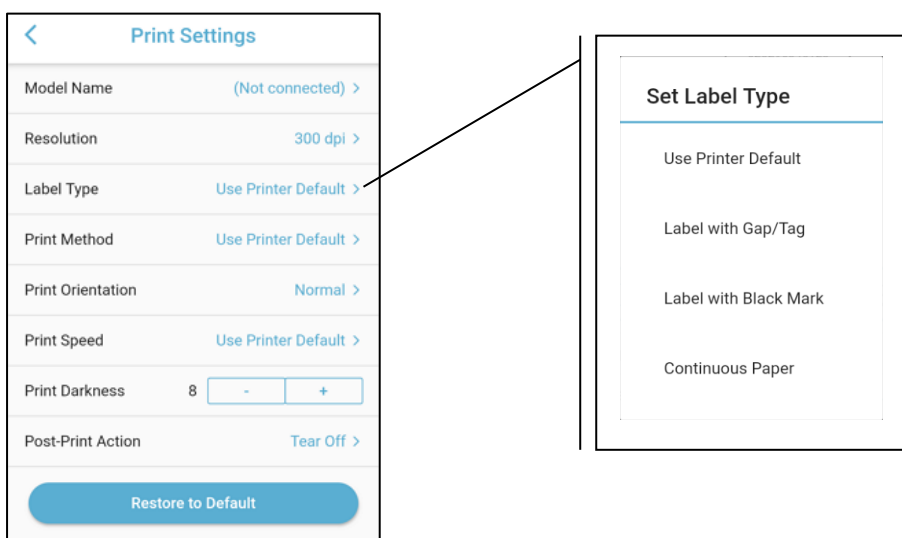 Print Settings
Model Name (Not connected) >
Resolution 300 dpi >
Label Type Use Printer Default >
Print Method Use Printer Default >
Print Orientation Normal >
Print Speed Use Printer Default >
Print Darkness 8 - +
Post-Print Action Tear Off >
Restore to Default
Set Label Type
Use Printer Default
Label with Gap/Tag
Label with Black Mark
Continuous Paper